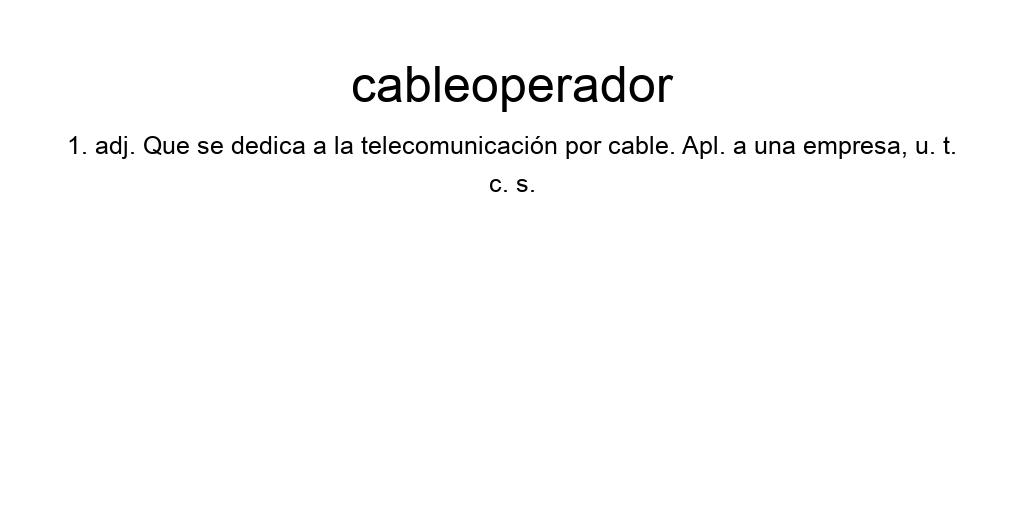 cableoperador
1. adj. Que se dedica a la telecomunicación por cable. Apl. a una empresa, u. t.
c. s.